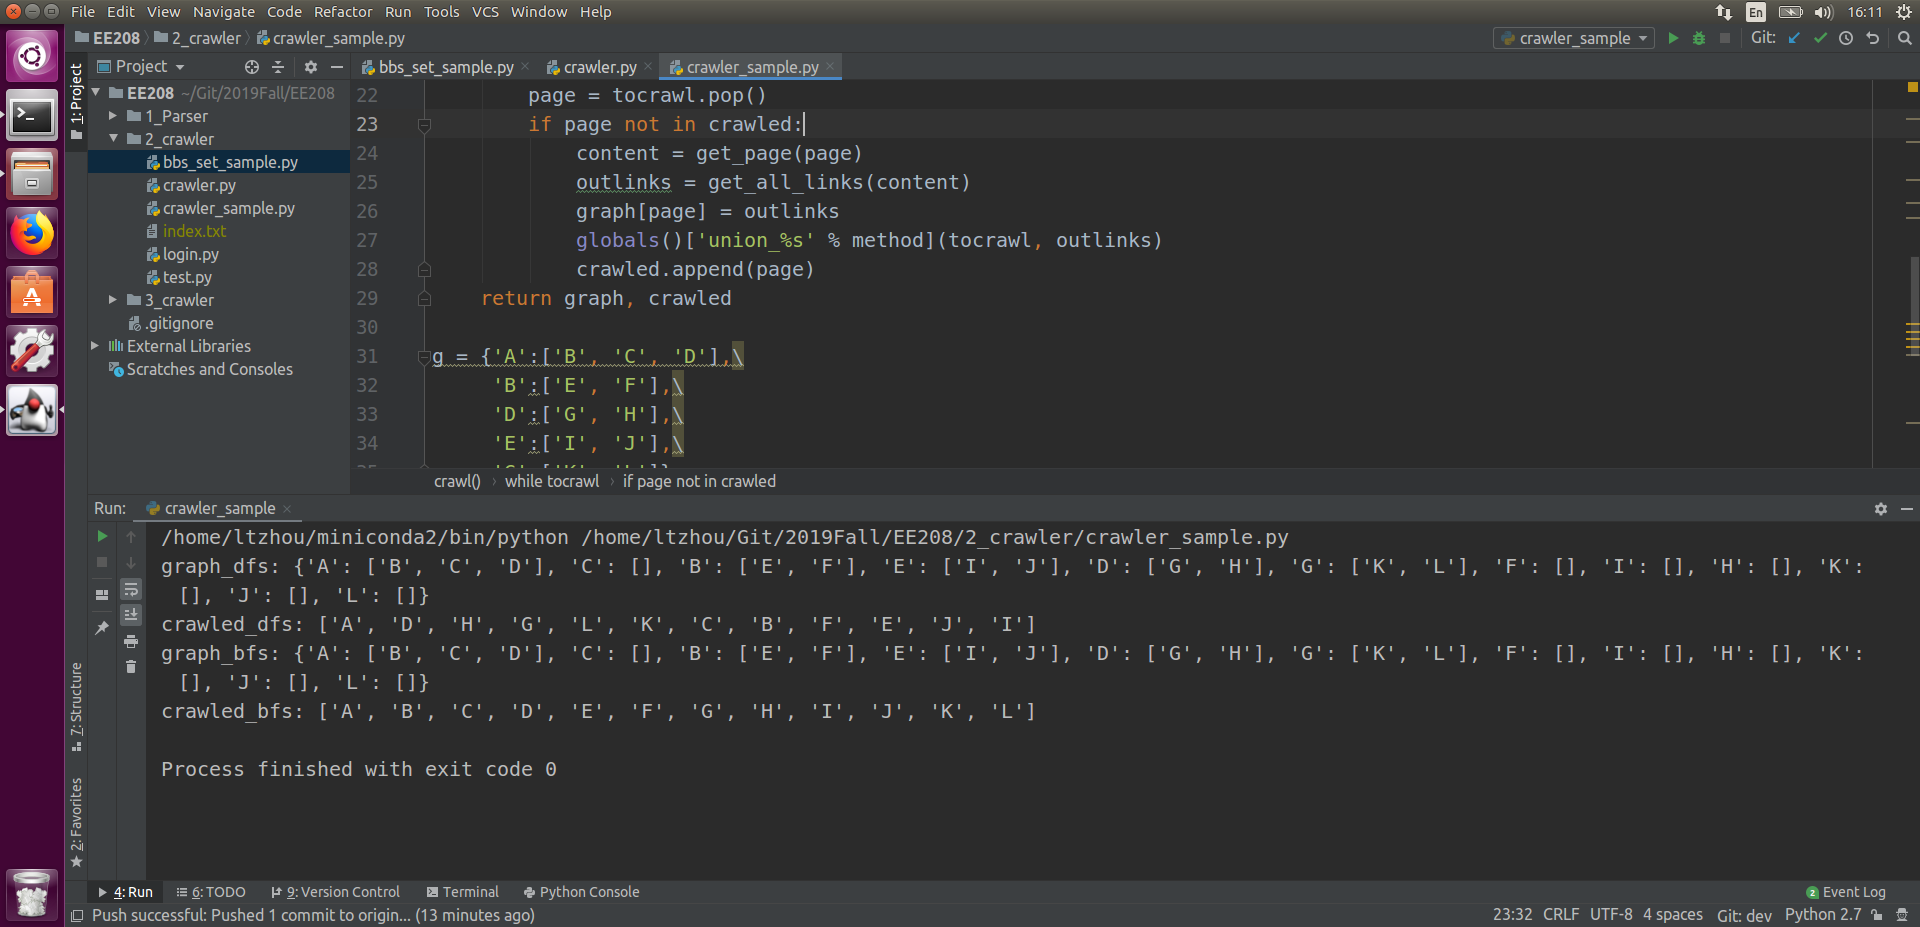 File Edit View Navigate Code Refactor Run Tools VCS Window Help
En 16:11
EE208 2_crawler crawler_sample.py
crawler_sample Git:
1: Project
Project
bbs_set_sample.py crawler.py crawler_sample.py
EE208 ~/Git/2019Fall/EE208
1_Parser
2_crawler
bbs_set_sample.py
crawler.py
crawler_sample.py
index.txt
login.py
test.py
3_crawler
.gitignore
External Libraries
Scratches and Consoles
22 page = tocrawl.pop()
23 if page not in crawled:
24 content = get_page(page)
25 outlinks = get_all_links(content)
26 graph[page] = outlinks
27 globals()['union_%s' % method](tocrawl, outlinks)
28 crawled.append(page)
29 return graph, crawled
30
31 g = {'A':['B', 'C', 'D'],\
32 'B':['E', 'F'],\
33 'D':['G', 'H'],\
34 'E':['I', 'J'],\
crawl() › while tocrawl › if page not in crawled
Run: crawler_sample
/home/ltzhou/miniconda2/bin/python /home/ltzhou/Git/2019Fall/EE208/2_crawler/crawler_sample.py
graph_dfs: {'A': ['B', 'C', 'D'], 'C': [], 'B': ['E', 'F'], 'E': ['I', 'J'], 'D': ['G', 'H'], 'G': ['K', 'L'], 'F': [], 'I': [], 'H': [], 'K':
[], 'J': [], 'L': []}
crawled_dfs: ['A', 'D', 'H', 'G', 'L', 'K', 'C', 'B', 'F', 'E', 'J', 'I']
graph_bfs: {'A': ['B', 'C', 'D'], 'C': [], 'B': ['E', 'F'], 'E': ['I', 'J'], 'D': ['G', 'H'], 'G': ['K', 'L'], 'F': [], 'I': [], 'H': [], 'K':
[], 'J': [], 'L': []}
crawled_bfs: ['A', 'B', 'C', 'D', 'E', 'F', 'G', 'H', 'I', 'J', 'K', 'L']
Process finished with exit code 0
7: Structure
2: Favorites
4: Run 6: TODO 9: Version Control Terminal Python Console
2 Event Log
Push successful: Pushed 1 commit to origin... (13 minutes ago)
23:32 CRLF UTF-8 4 spaces Git: dev Python 2.7